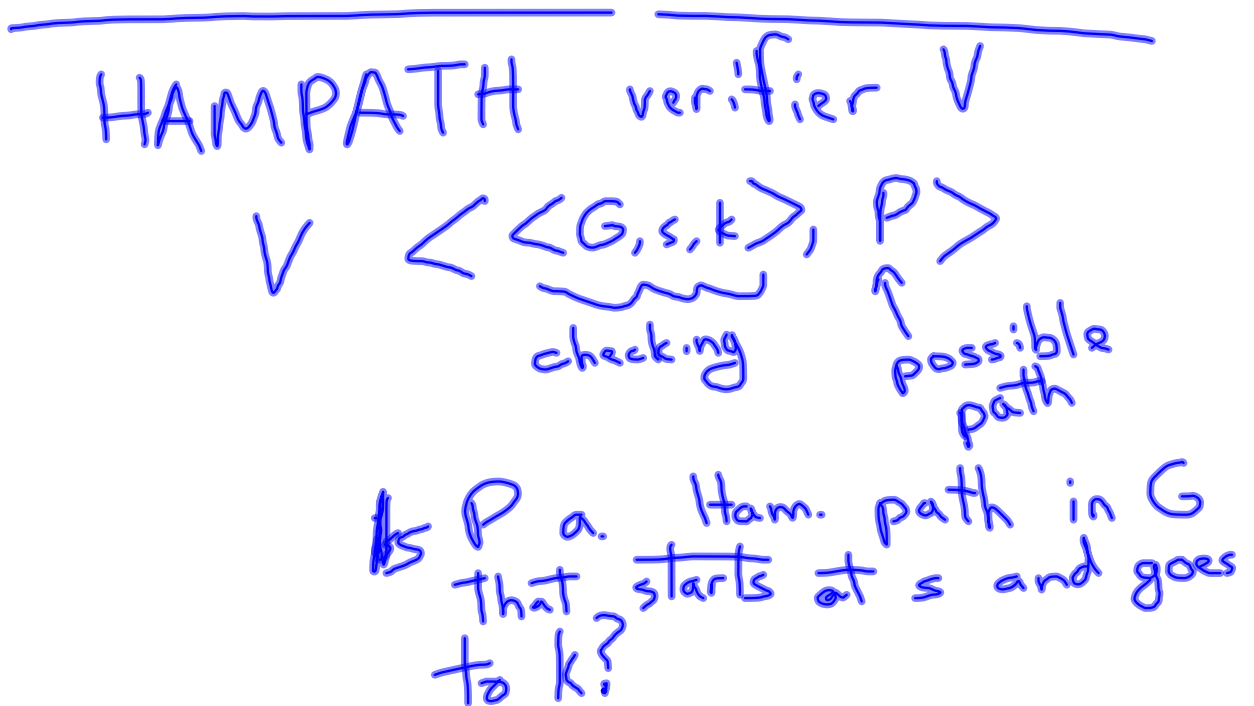 HAMPATH verifier V
V < <G, s, k>, P >
checking
possible
path
Is P a. Ham. path in G
that starts at s and goes
to k?